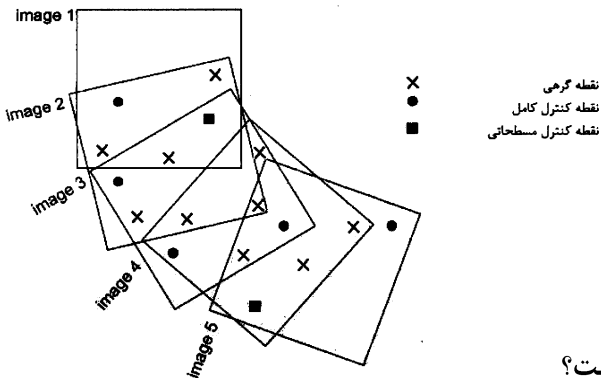 image 1
image 2
image 3
image 4
image 5
نقطه گرهی
نقطه کنترل کامل
نقطه کنترل مسطحاتی
ت؟